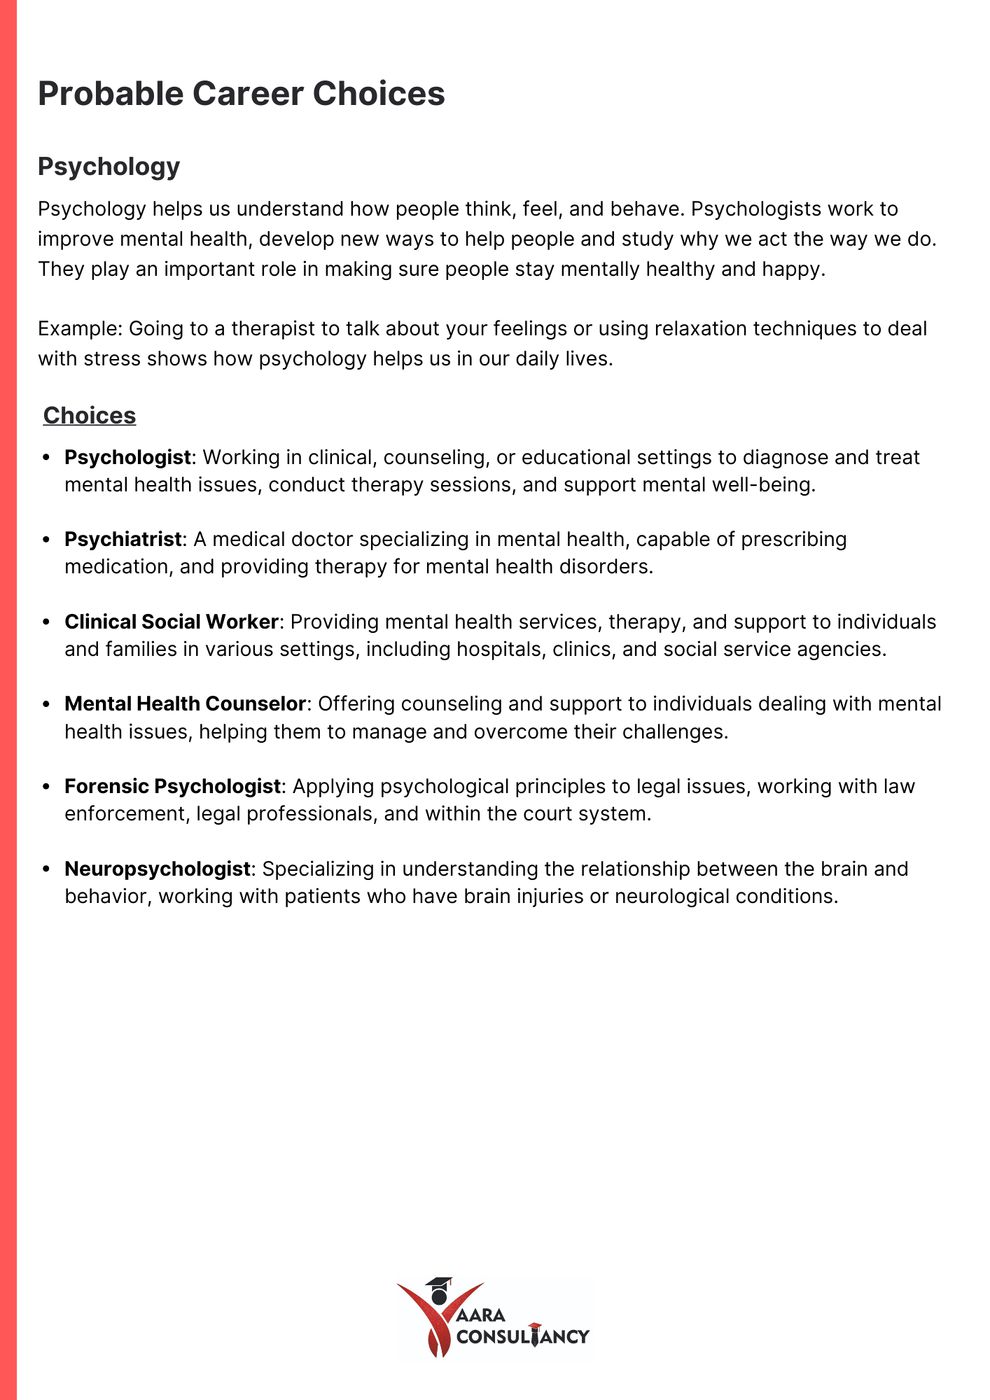 Probable Career Choices
Psychology
Psychology helps us understand how people think, feel, and behave. Psychologists work to
improve mental health, develop new ways to help people and study why we act the way we do.
They play an important role in making sure people stay mentally healthy and happy.
Example: Going to a therapist to talk about your feelings or using relaxation techniques to deal
with stress shows how psychology helps us in our daily lives.
Choices
• Psychologist: Working in clinical, counseling, or educational settings to diagnose and treat
mental health issues, conduct therapy sessions, and support mental well-being.
• Psychiatrist: A medical doctor specializing in mental health, capable of prescribing
medication, and providing therapy for mental health disorders.
• Clinical Social Worker: Providing mental health services, therapy, and support to individuals
and families in various settings, including hospitals, clinics, and social service agencies.
• Mental Health Counselor: Offering counseling and support to individuals dealing with mental
health issues, helping them to manage and overcome their challenges.
• Forensic Psychologist: Applying psychological principles to legal issues, working with law
enforcement, legal professionals, and within the court system.
• Neuropsychologist: Specializing in understanding the relationship between the brain and
behavior, working with patients who have brain injuries or neurological conditions.
AARA
CONSULTANCY